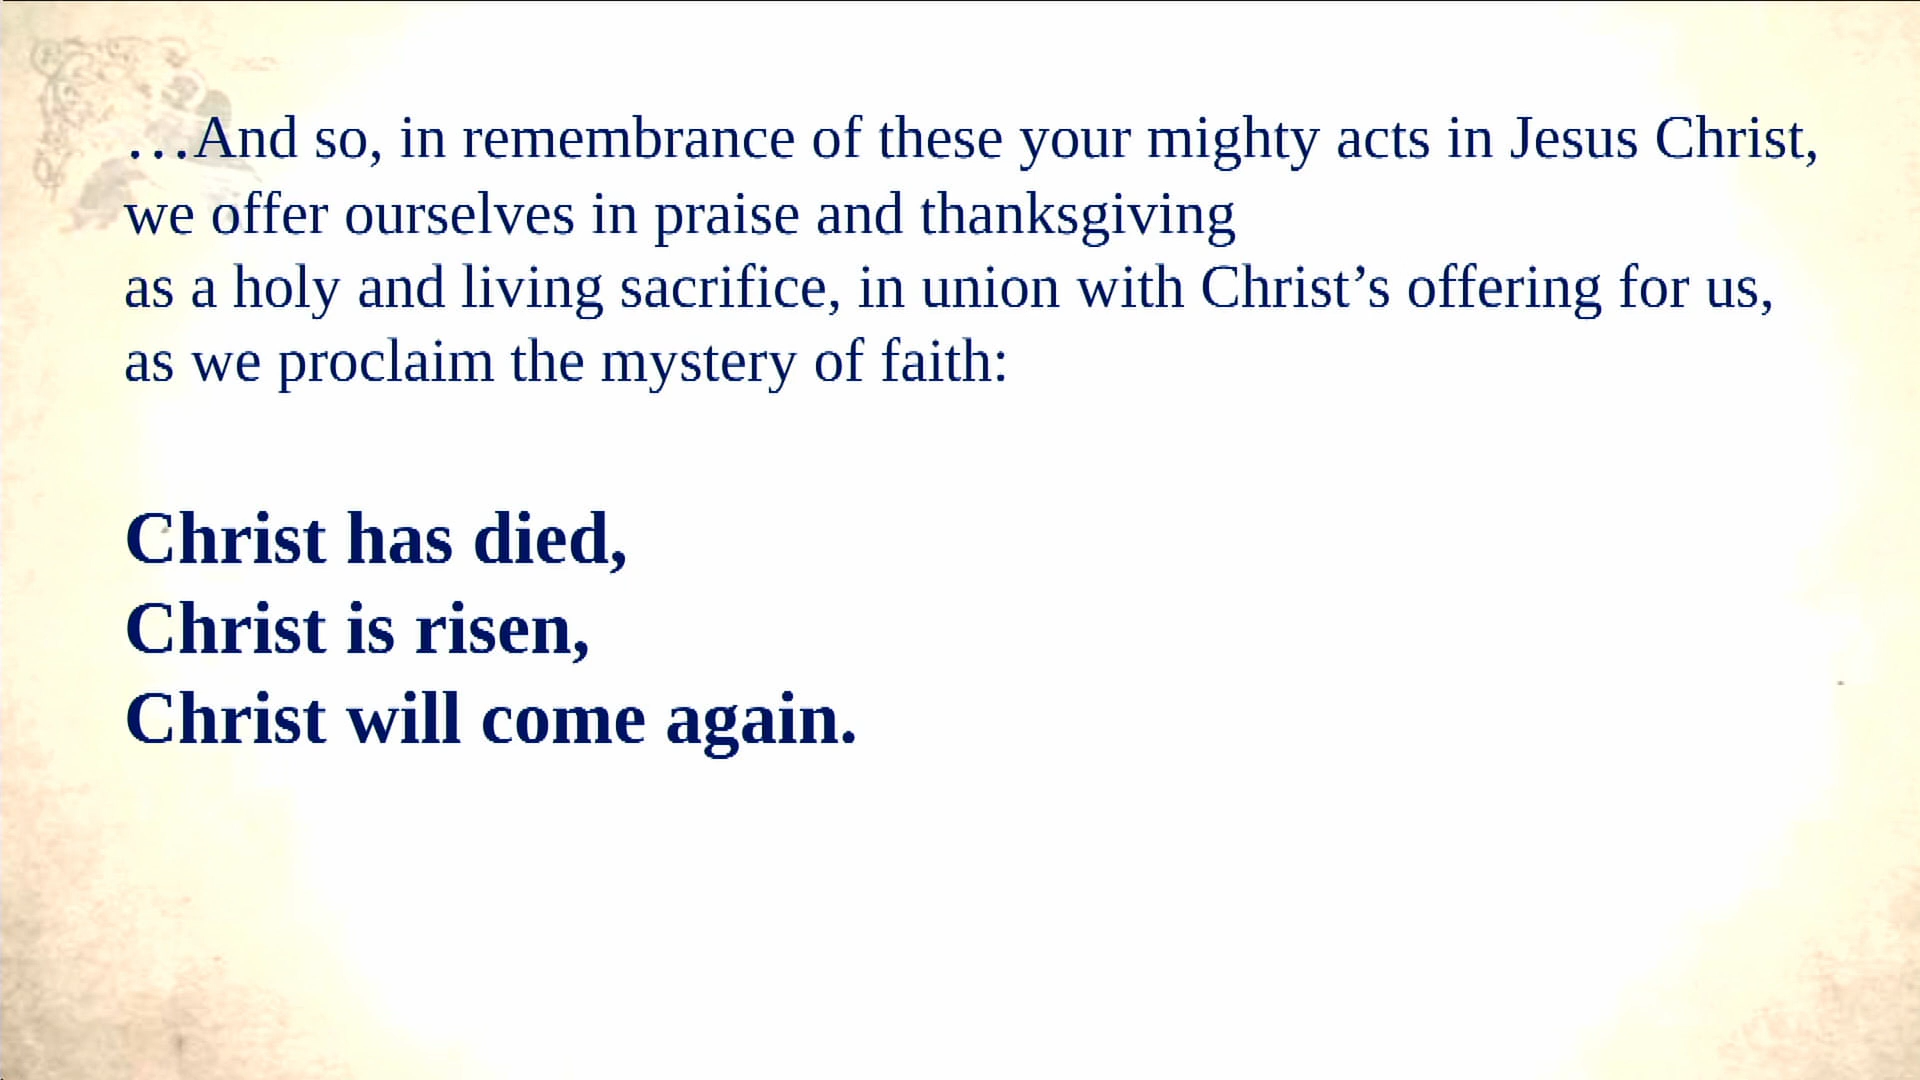 …And so, in remembrance of these your mighty acts in Jesus Christ,
we offer ourselves in praise and thanksgiving
as a holy and living sacrifice, in union with Christ’s offering for us,
as we proclaim the mystery of faith:
Christ has died,
Christ is risen,
Christ will come again.